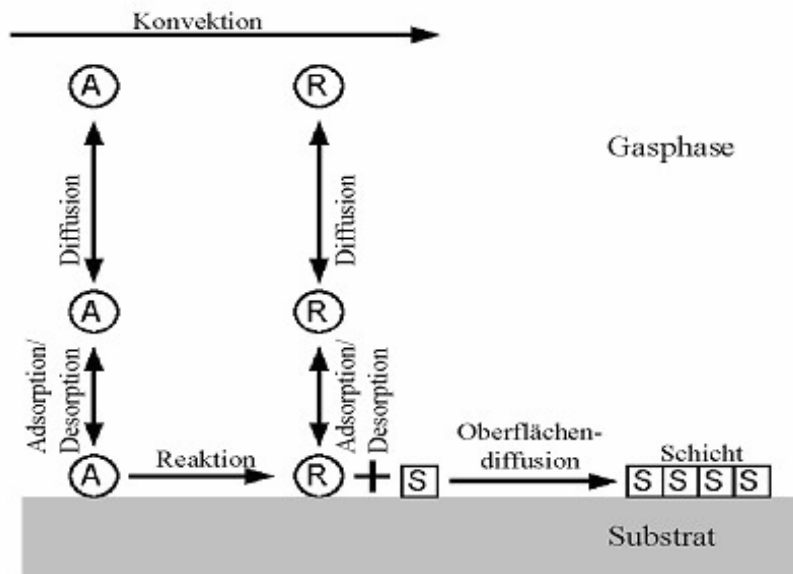 Konvektion
A
R
Gasphase
Diffusion
Diffusion
A
R
Adsorption/
Desorption
Adsorption/
Desorption
A
Reaktion
R
+
S
Oberflächen-
diffusion
Schicht
S S S S
Substrat